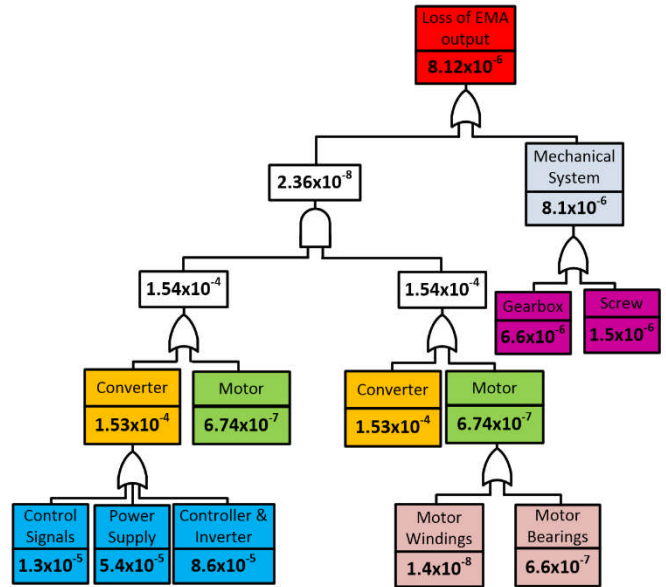 Loss of EMA
output
8.12x10⁻⁶
Mechanical
System
2.36x10⁻⁸
8.1x10⁻⁶
1.54x10⁻⁴
1.54x10⁻⁴
Gearbox
Screw
6.6x10⁻⁶
1.5x10⁻⁶
Converter
Motor
Converter
Motor
1.53x10⁻⁴
6.74x10⁻⁷
1.53x10⁻⁴
6.74x10⁻⁷
Control
Signals
Power
Supply
Controller &
Inverter
Motor
Windings
Motor
Bearings
1.3x10⁻⁵
5.4x10⁻⁵
8.6x10⁻⁵
1.4x10⁻⁸
6.6x10⁻⁷